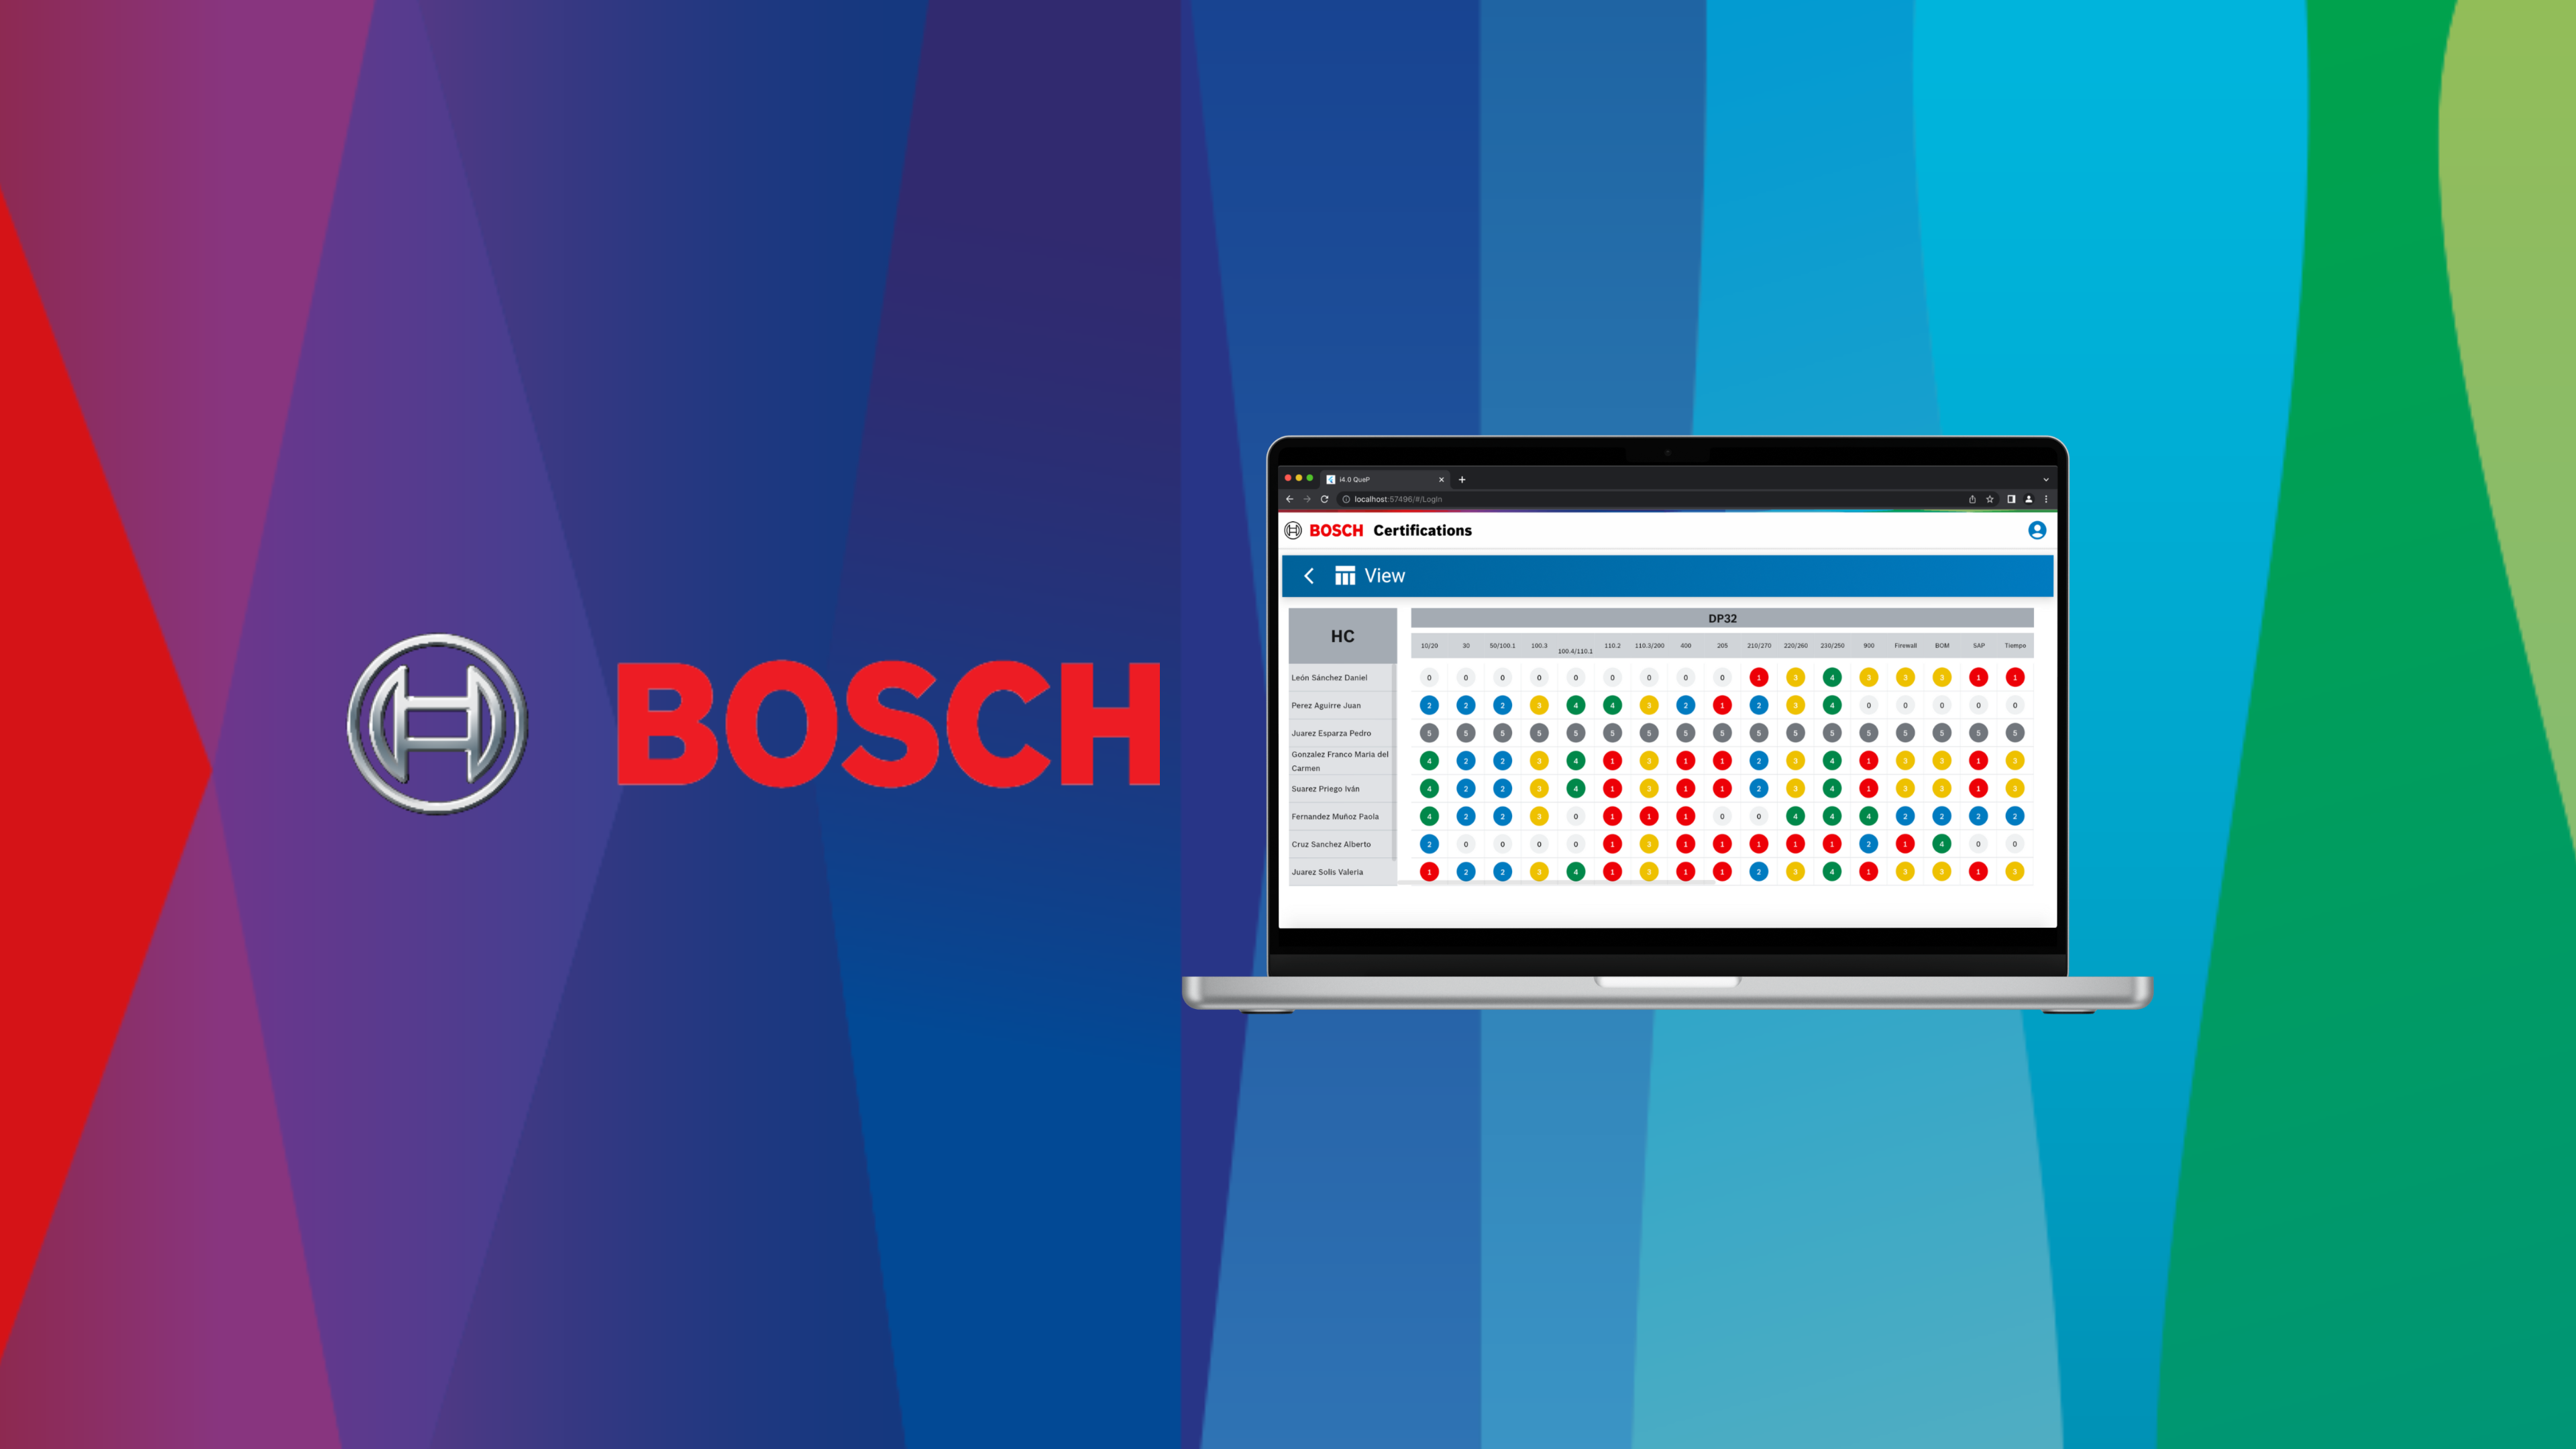 BOSCH
i4.0 QueP
localhost:57496/#/LogIn
BOSCH Certifications
View
HC
DP32
10/20 30 50/100.1 100.3 100.4/110.1 110.2 110.3/200 400 205 210/270 220/260 230/250 900 Firewall BOM SAP Tiempo
León Sánchez Daniel 0 0 0 0 0 0 0 0 0 1 3 4 3 3 3 1 1
Perez Aguirre Juan 2 2 2 3 4 4 3 2 1 2 3 4 0 0 0 0 0
Juarez Esparza Pedro 5 5 5 5 5 5 5 5 5 5 5 5 5 5 5 5 5
Gonzalez Franco Maria del
Carmen 4 2 2 3 4 1 3 1 1 2 3 4 1 3 3 1 3
Suarez Priego Iván 4 2 2 3 4 1 3 1 1 2 3 4 1 3 3 1 3
Fernandez Muñoz Paola 4 2 2 3 0 1 1 1 0 0 4 4 4 2 2 2 2
Cruz Sanchez Alberto 2 0 0 0 0 1 3 1 1 1 1 1 2 1 4 0 0
Juarez Solis Valeria 1 2 2 3 4 1 3 1 1 2 3 4 1 3 3 1 3